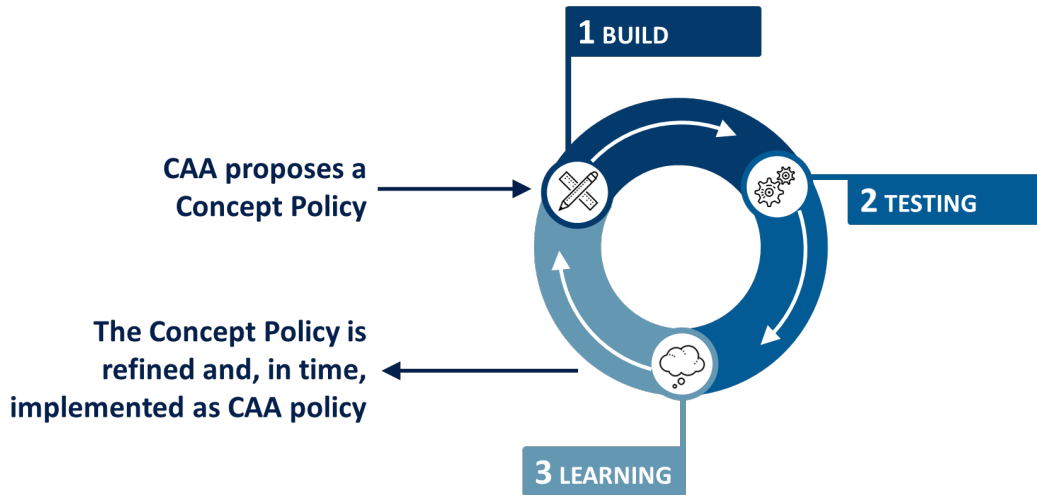 1 BUILD
CAA proposes a
Concept Policy
2 TESTING
The Concept Policy is
refined and, in time,
implemented as CAA policy
3 LEARNING